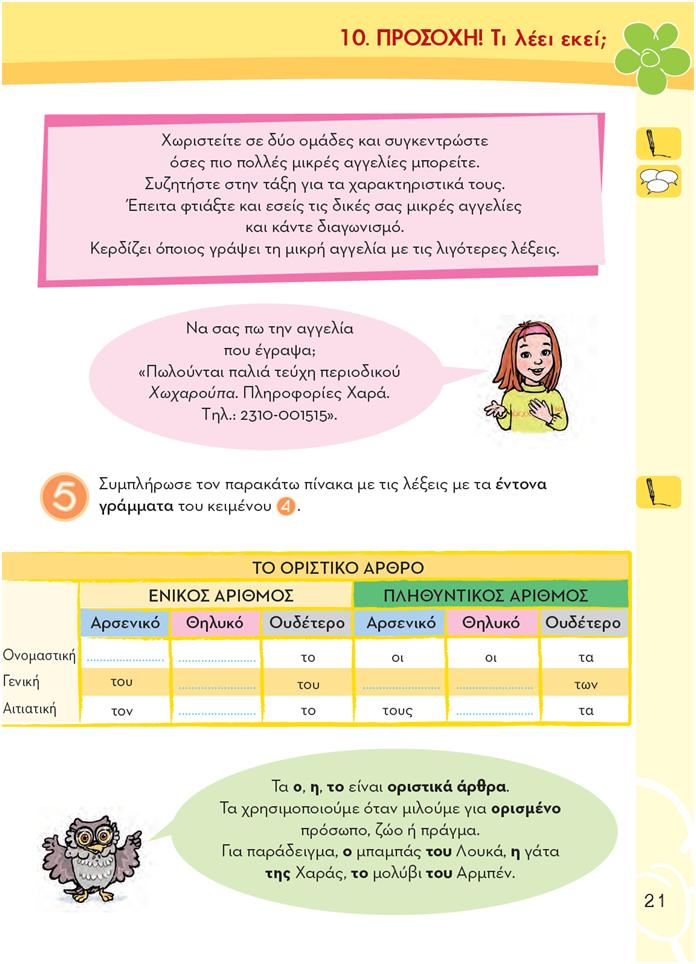 10. ΠΡΟΣΟΧΗ! Τι λέει εκεί;
Χωριστείτε σε δύο ομάδες και συγκεντρώστε
όσες πιο πολλές μικρές αγγελίες μπορείτε.
Συζητήστε στην τάξη για τα χαρακτηριστικά τους.
Έπειτα φτιάξτε και εσείς τις δικές σας μικρές αγγελίες
και κάντε διαγωνισμό.
Κερδίζει όποιος γράψει τη μικρή αγγελία με τις λιγότερες λέξεις.
Να σας πω την αγγελία
που έγραψα;
«Πωλούνται παλιά τεύχη περιοδικού
Χωχαρούπα. Πληροφορίες Χαρά.
Τηλ.: 2310-001515».
5 Συμπλήρωσε τον παρακάτω πίνακα με τις λέξεις με τα έντονα
γράμματα του κειμένου 4.
ΤΟ ΟΡΙΣΤΙΚΟ ΑΡΘΡΟ
ΕΝΙΚΟΣ ΑΡΙΘΜΟΣ ΠΛΗΘΥΝΤΙΚΟΣ ΑΡΙΘΜΟΣ
Αρσενικό Θηλυκό Ουδέτερο Αρσενικό Θηλυκό Ουδέτερο
Ονομαστική ........................ ........................ το οι οι τα
Γενική του ........................ του ........................ ........................ των
Αιτιατική τον ........................ το τους ........................ τα
Τα ο, η, το είναι οριστικά άρθρα.
Τα χρησιμοποιούμε όταν μιλούμε για ορισμένο
πρόσωπο, ζώο ή πράγμα.
Για παράδειγμα, ο μπαμπάς του Λουκά, η γάτα
της Χαράς, το μολύβι του Αρμπέν.
21